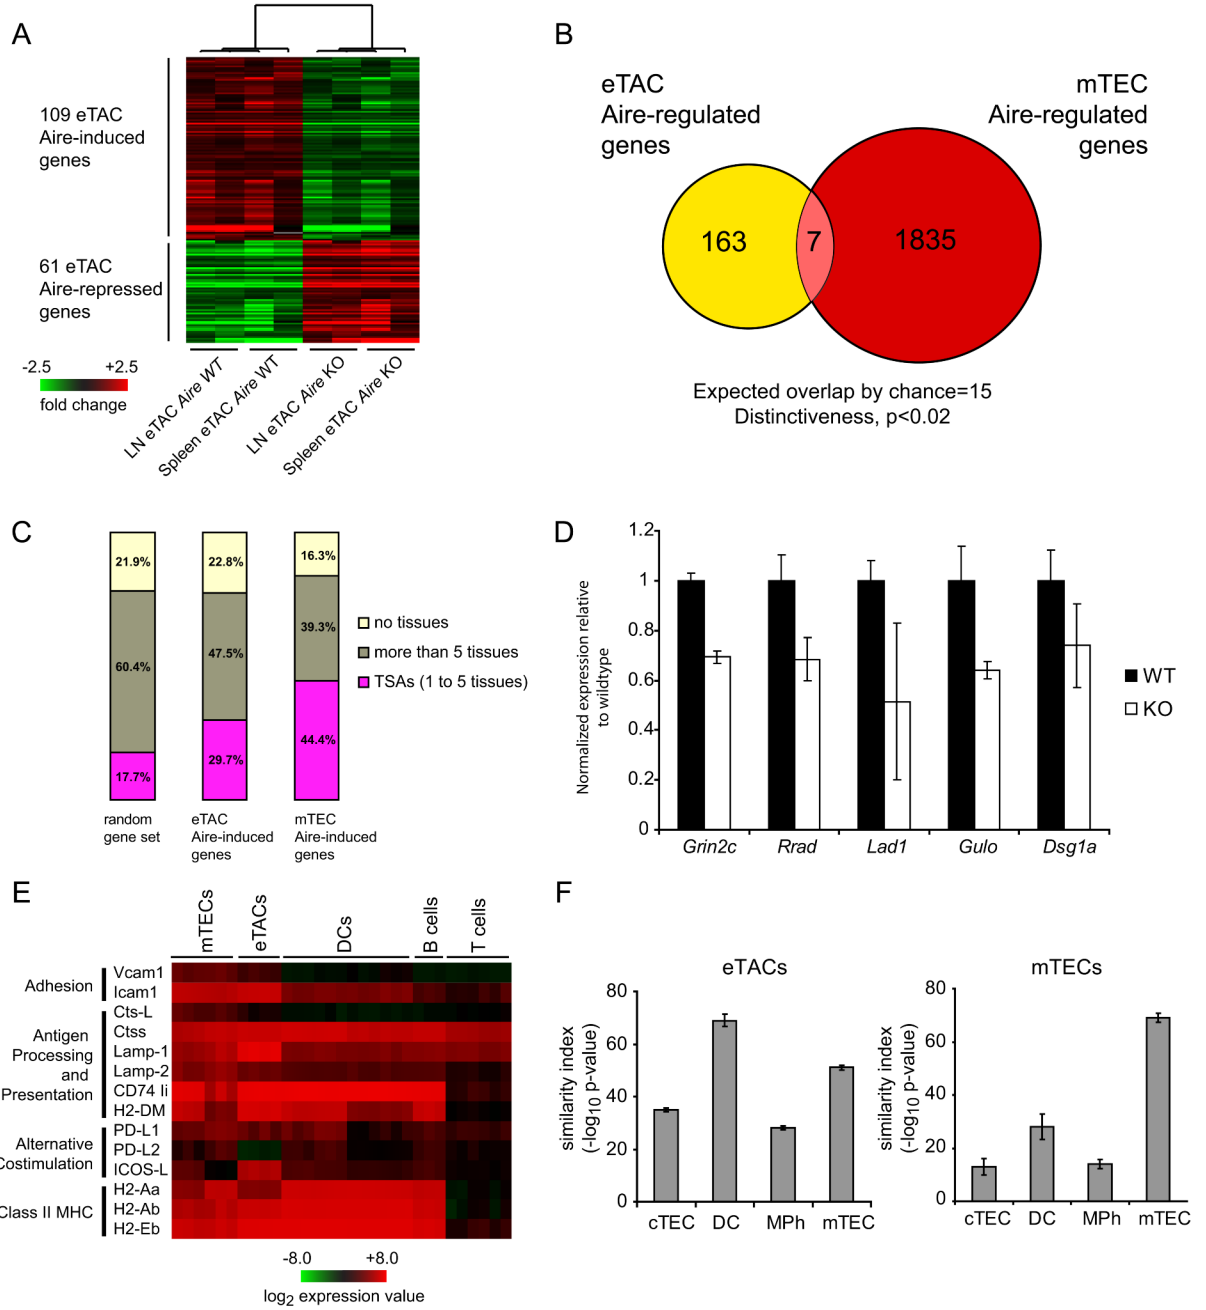 A
109 eTAC
Aire-induced
genes
61 eTAC
Aire-repressed
genes
-2.5 +2.5
fold change
LN eTAC Aire WT
Spleen eTAC Aire WT
LN eTAC Aire KO
Spleen eTAC Aire KO
B
eTAC
Aire-regulated
genes
mTEC
Aire-regulated
genes
163 7 1835
Expected overlap by chance=15
Distinctiveness, p<0.02
C
21.9% 22.8% 16.3%
60.4% 47.5% 39.3%
17.7% 29.7% 44.4%
no tissues
more than 5 tissues
TSAs (1 to 5 tissues)
random
gene set
eTAC
Aire-induced
genes
mTEC
Aire-induced
genes
D
Normalized expression relative
to wildtype
1.2
1
0.8
0.6
0.4
0.2
0
Grin2c Rrad Lad1 Gulo Dsg1a
WT
KO
E
mTECs
eTACs
DCs
B cells
T cells
Adhesion
Antigen
Processing
and
Presentation
Alternative
Costimulation
Class II MHC
Vcam1
Icam1
Cts-L
Ctss
Lamp-1
Lamp-2
CD74 Ii
H2-DM
PD-L1
PD-L2
ICOS-L
H2-Aa
H2-Ab
H2-Eb
-8.0 +8.0
log2 expression value
F
eTACs
similarity index
(-log10 p-value)
80
60
40
20
0
cTEC DC MPh mTEC
mTECs
similarity index
(-log10 p-value)
80
60
40
20
0
cTEC DC MPh mTEC